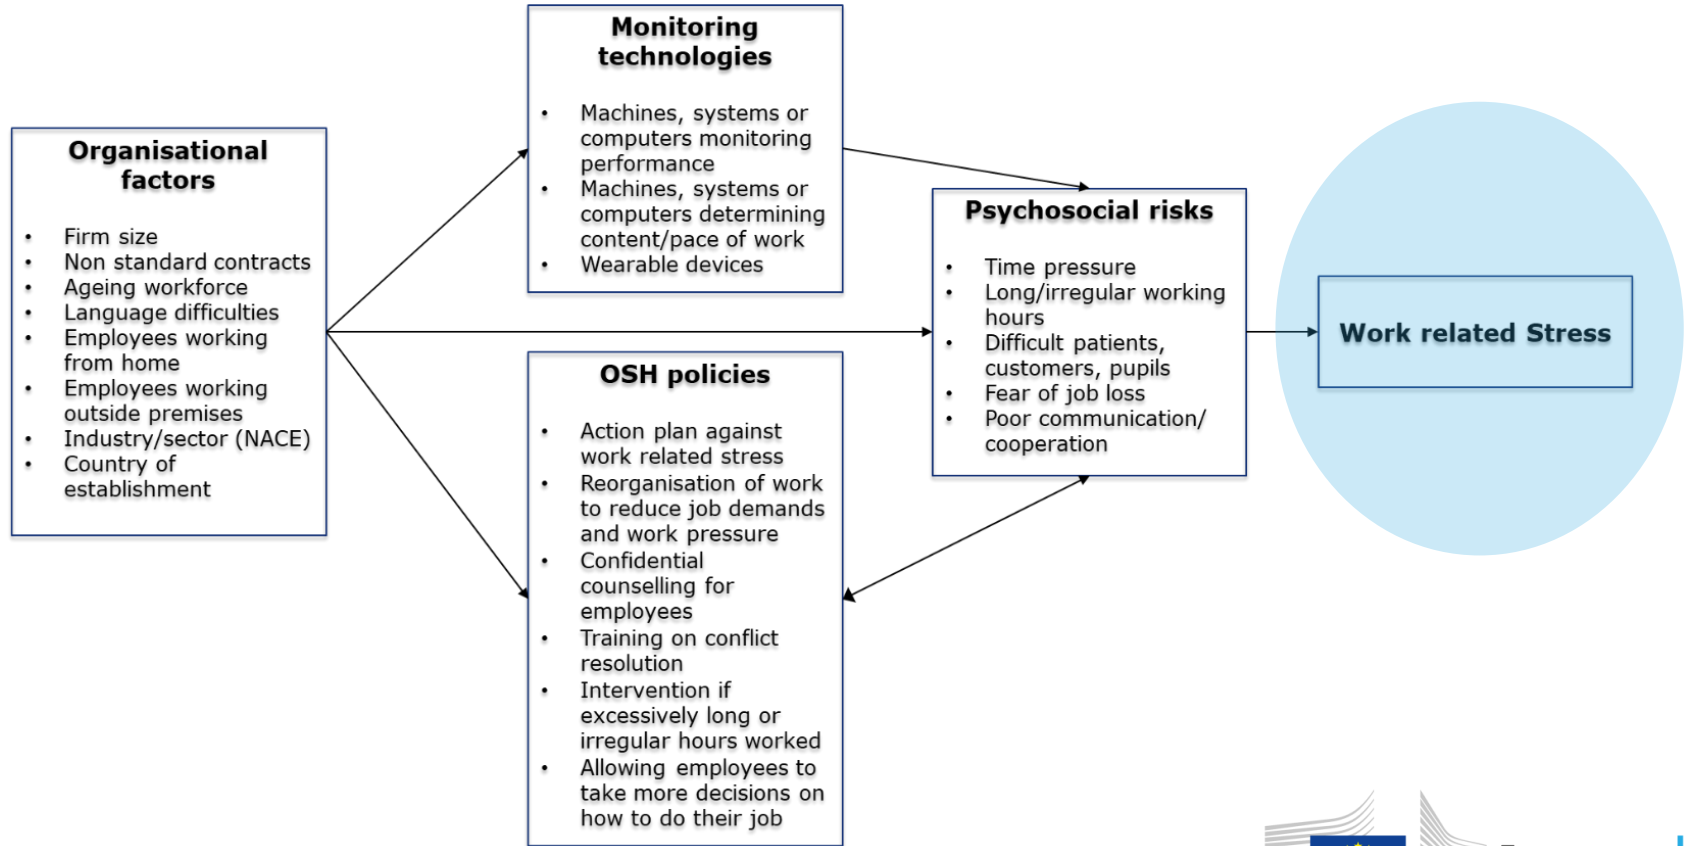 Organisational
factors
• Firm size
• Non standard contracts
• Ageing workforce
• Language difficulties
• Employees working
from home
• Employees working
outside premises
• Industry/sector (NACE)
• Country of
establishment
Monitoring
technologies
• Machines, systems or
computers monitoring
performance
• Machines, systems or
computers determining
content/pace of work
• Wearable devices
OSH policies
• Action plan against
work related stress
• Reorganisation of work
to reduce job demands
and work pressure
• Confidential
counselling for
employees
• Training on conflict
resolution
• Intervention if
excessively long or
irregular hours worked
• Allowing employees to
take more decisions on
how to do their job
Psychosocial risks
• Time pressure
• Long/irregular working
hours
• Difficult patients,
customers, pupils
• Fear of job loss
• Poor communication/
cooperation
Work related Stress